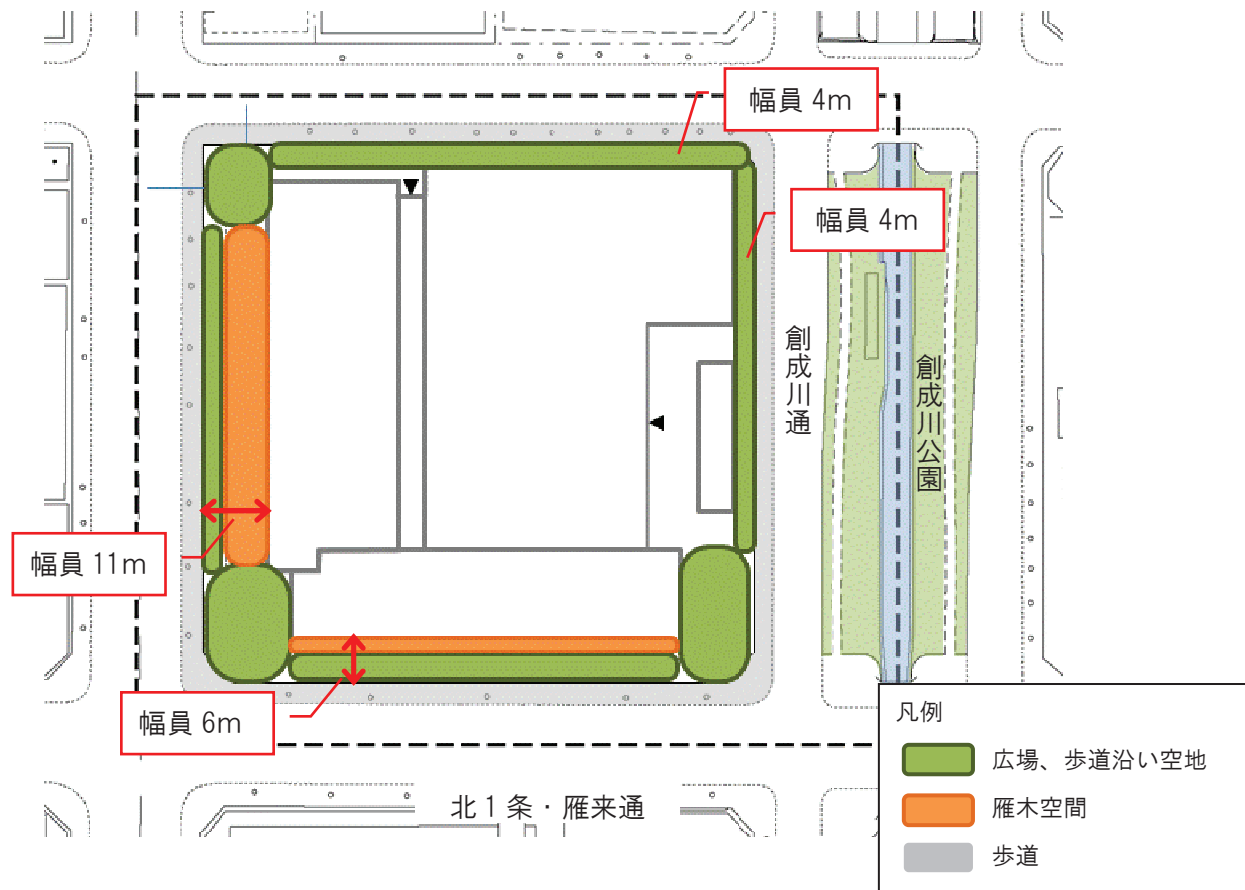 幅員 4m
幅員 4m
創成川通
創成川公園
幅員 11m
幅員 6m
北1条・雁来通
凡例
広場、歩道沿い空地
雁木空間
歩道